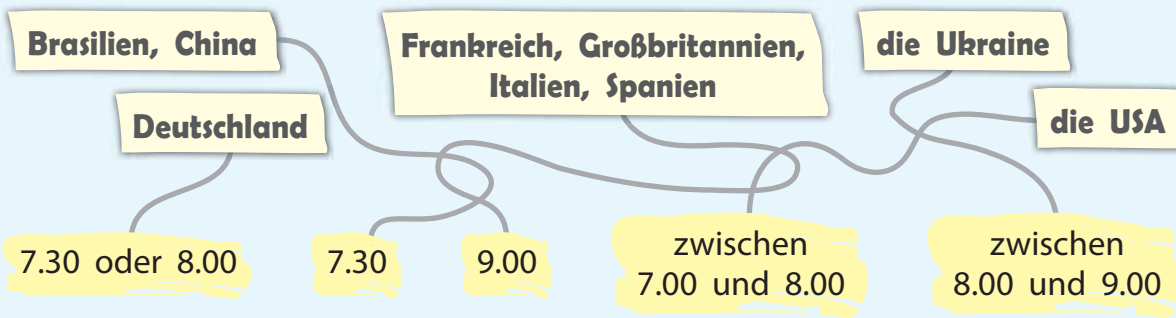 Brasilien, China
Frankreich, Großbritannien,
Italien, Spanien
die Ukraine
Deutschland
die USA
7.30 oder 8.00
7.30
9.00
zwischen
7.00 und 8.00
zwischen
8.00 und 9.00